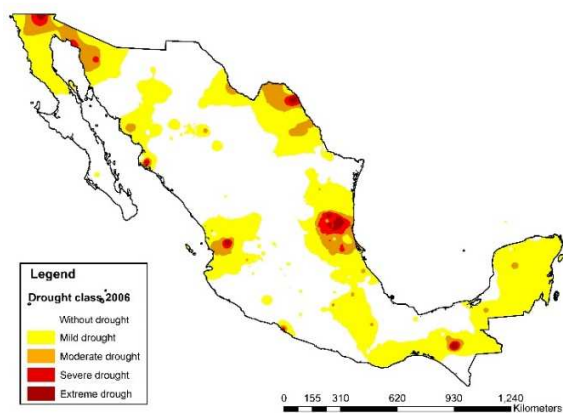 Legend
Drought class, 2006
Without drought
Mild drought
Moderate drought
Severe drought
Extreme drough
0 155 310 620 930 1,240
Kilometers